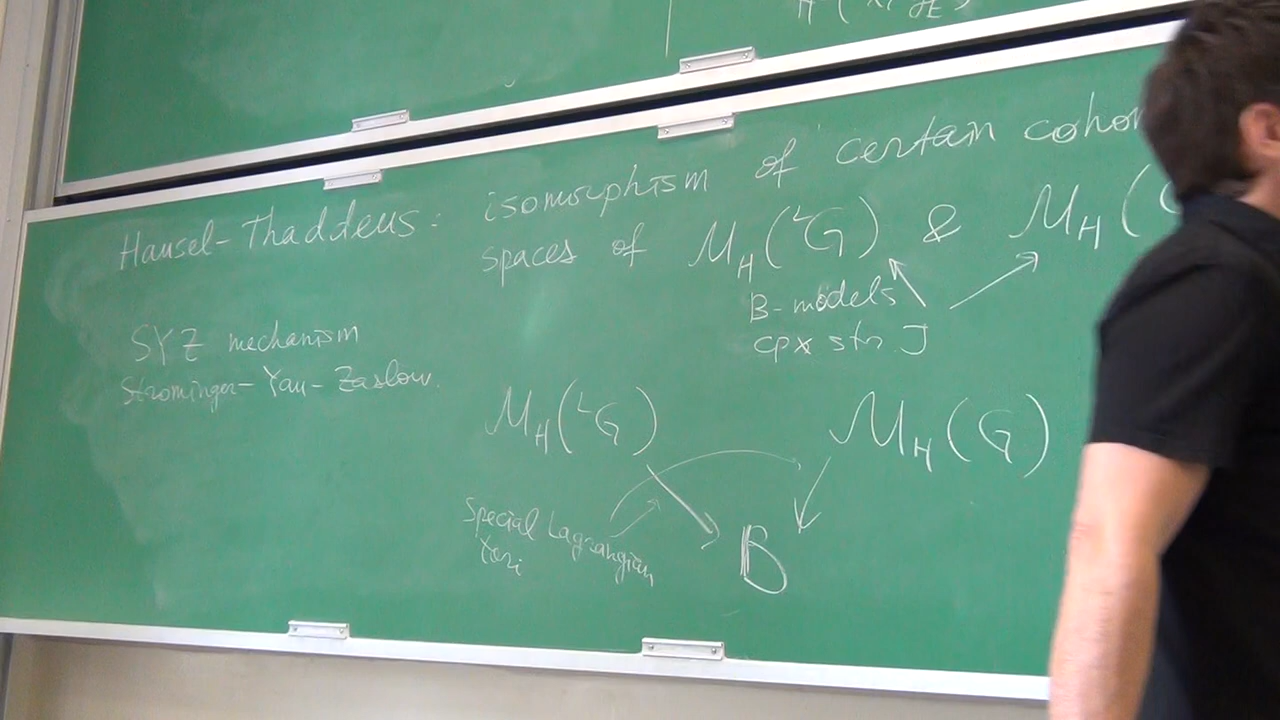 Hausel-Thaddeus: isomorphism of certain
spaces of M_H(^LG) & M_H(
B-models
cpx str. J
SYZ mechanism
Strominger-Yau-Zaslow.
M_H(^LG) M_H(G)
Special Lagrangian
Tori
B